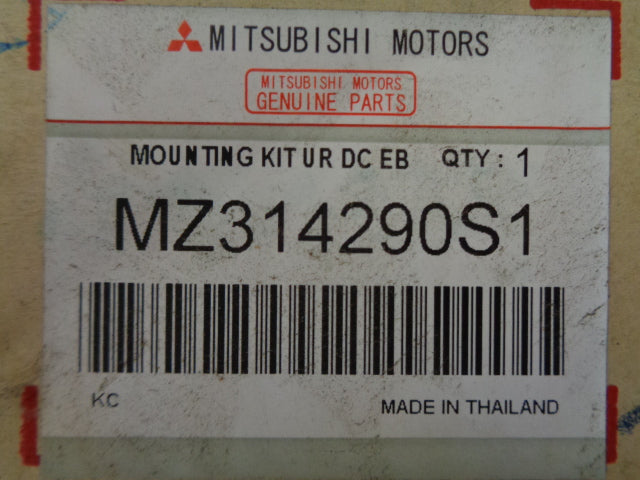 MITSUBISHI MOTORS
MITSUBISHI MOTORS
GENUINE PARTS
MOUNTING KIT UR DC EB QTY: 1
MZ314290S1
KC MADE IN THAILAND